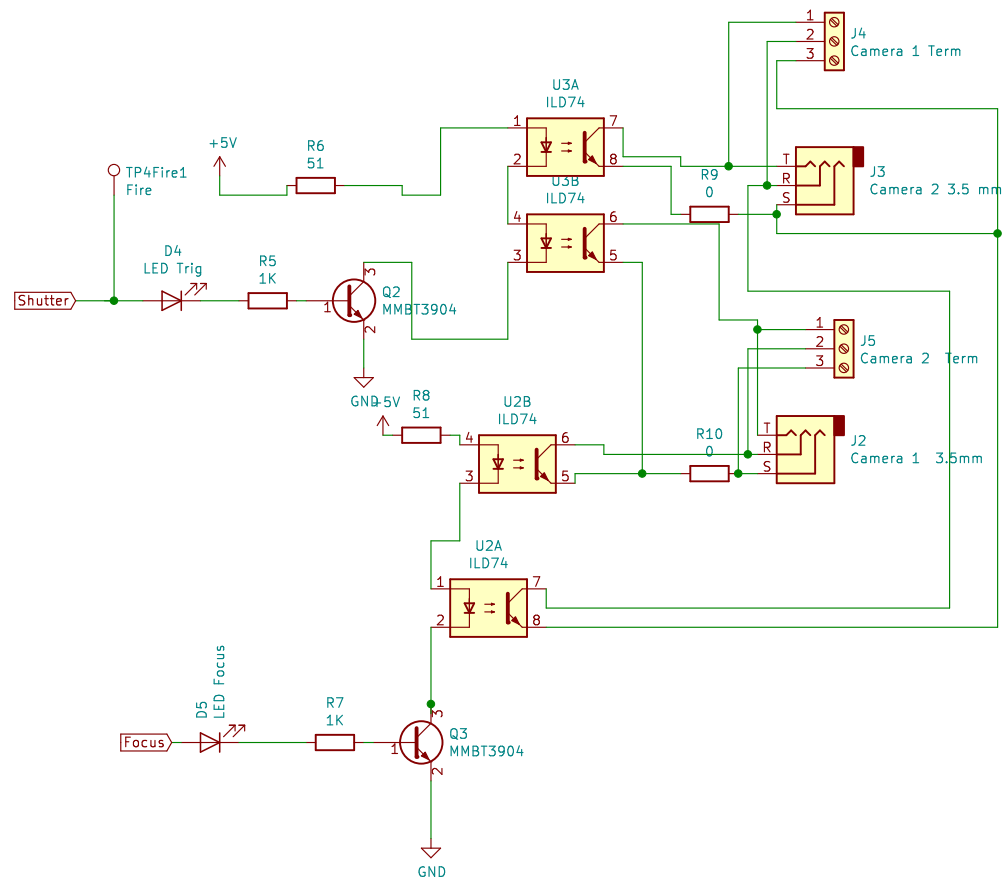 1
2
3
J4
Camera 1 Term
U3A
ILD74
1
2
7
8
+5V
R6
51
TP4Fire1
Fire
T
R
S
J3
Camera 2 3.5 mm
R9
0
U3B
ILD74
4
3
6
5
D4
LED Trig
R5
1K
Shutter
1
3
2
Q2
MMBT3904
GND
1
2
3
J5
Camera 2 Term
+5V
R8
51
U2B
ILD74
4
3
6
5
R10
0
T
R
S
J2
Camera 1 3.5mm
U2A
ILD74
1
2
7
8
D5
LED Focus
R7
1K
Focus
1
3
2
Q3
MMBT3904
GND